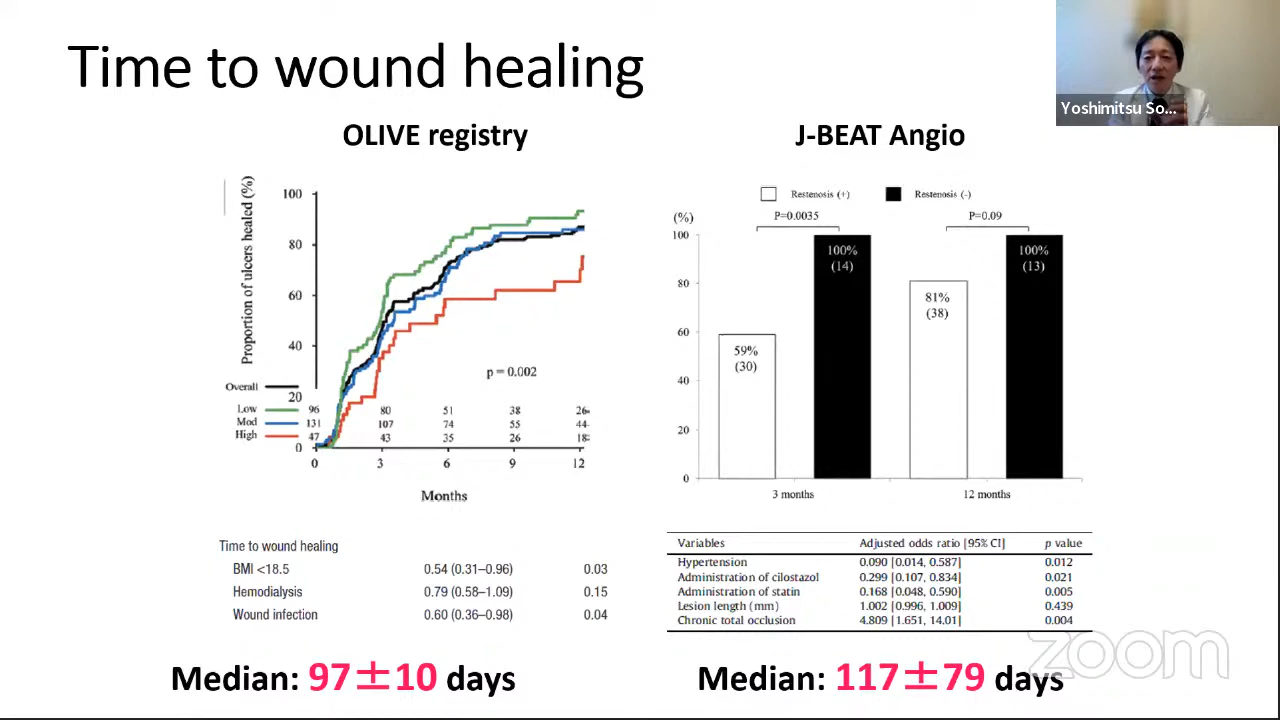 Time to wound healing
Yoshimitsu So...
OLIVE registry
Proportion of ulcers healed (%)
100
80
60
40
20
0
p = 0.002
Overall
Low 96 80 51 38 26
Mod 131 107 74 55 44
High 47 43 35 26 18
0 3 6 9 12
Months
Time to wound healing
BMI <18.5 0.54 (0.31–0.96) 0.03
Hemodialysis 0.79 (0.58–1.09) 0.15
Wound infection 0.60 (0.36–0.98) 0.04
Median: 97±10 days
J-BEAT Angio
Restenosis (+) Restenosis (-)
(%)
P=0.0035 P=0.09
100
80
60
40
20
0
59%
(30)
100%
(14)
81%
(38)
100%
(13)
3 months 12 months
Variables Adjusted odds ratio [95% CI] p value
Hypertension 0.090 [0.014, 0.587] 0.012
Administration of cilostazol 0.299 [0.107, 0.834] 0.021
Administration of statin 0.168 [0.048, 0.590] 0.005
Lesion length (mm) 1.002 [0.996, 1.009] 0.439
Chronic total occlusion 4.809 [1.651, 14.01] 0.004
Median: 117±79 days
zoom